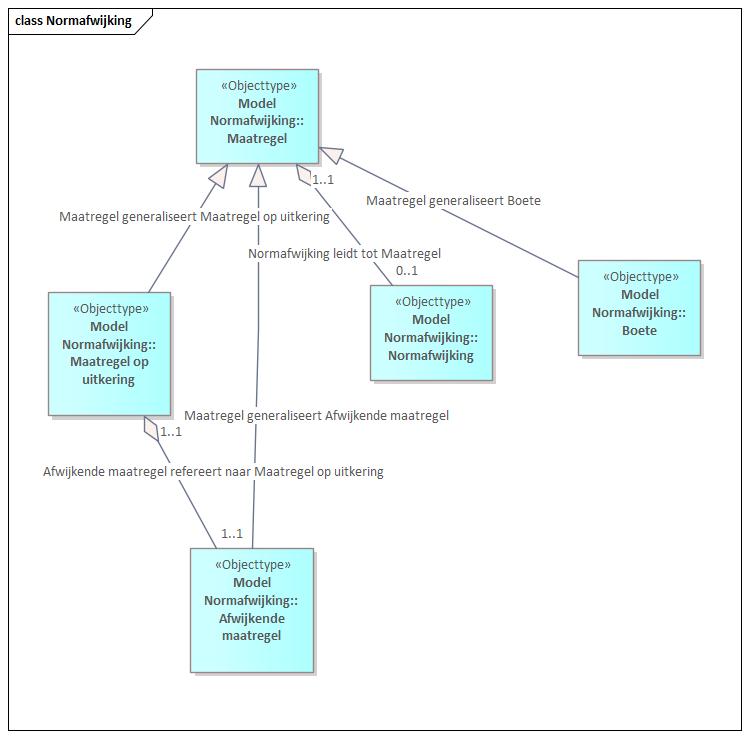 class Normafwijking
«Objecttype»
Model
Normafwijking::
Maatregel
1..1
Maatregel generaliseert Boete
Maatregel generaliseert Maatregel op uitkering
Normafwijking leidt tot Maatregel
0..1
«Objecttype»
Model
Normafwijking::
Boete
«Objecttype»
Model
Normafwijking::
Normafwijking
«Objecttype»
Model
Normafwijking::
Maatregel op
uitkering
Maatregel generaliseert Afwijkende maatregel
1..1
Afwijkende maatregel refereert naar Maatregel op uitkering
1..1
«Objecttype»
Model
Normafwijking::
Afwijkende
maatregel